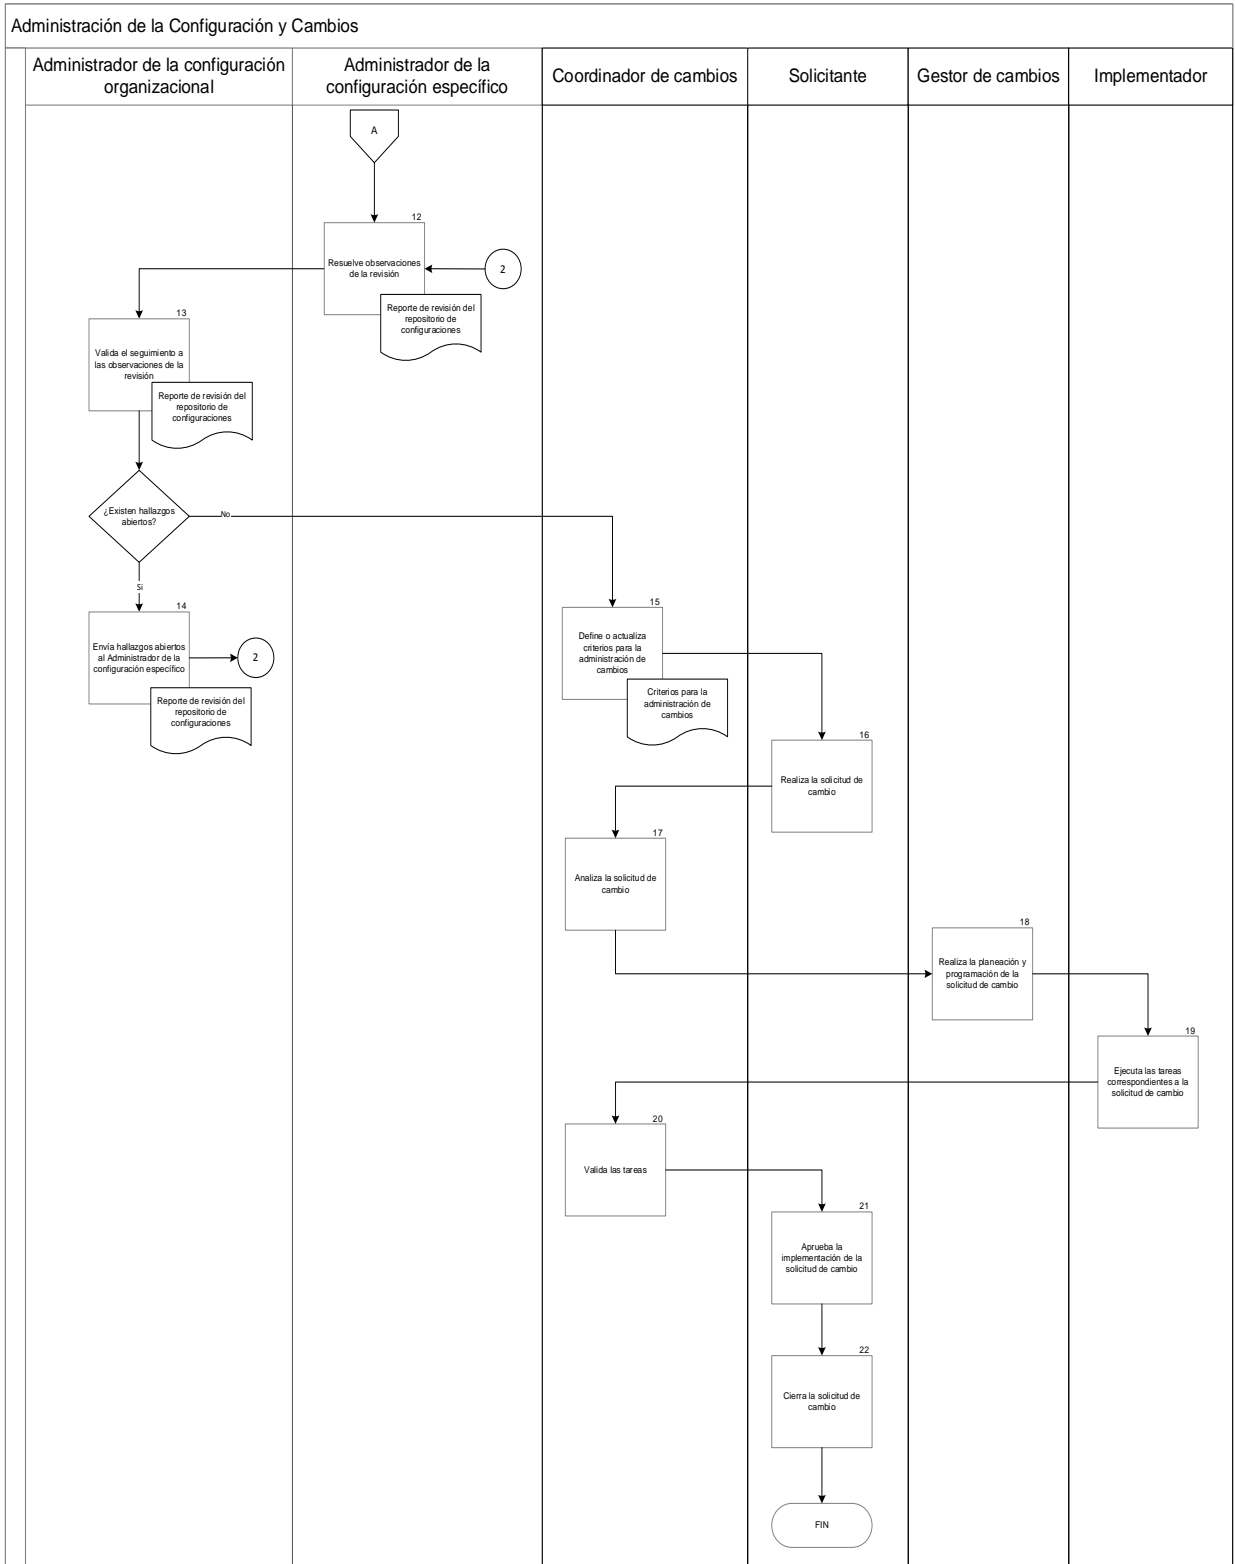 Administración de la Configuración y Cambios
Administrador de la configuración
organizacional
Administrador de la
configuración específico
Coordinador de cambios
Solicitante
Gestor de cambios
Implementador
A
12
Resuelve observaciones
de la revisión
2
Reporte de revisión del
repositorio de
configuraciones
13
Valida el seguimiento a
las observaciones de la
revisión
Reporte de revisión del
repositorio de
configuraciones
¿Existen hallazgos
abiertos?
No
Si
14
Envía hallazgos abiertos
al Administrador de la
configuración específico
2
Reporte de revisión del
repositorio de
configuraciones
15
Define o actualiza
criterios para la
administración de
cambios
Criterios para la
administración de
cambios
16
Realiza la solicitud de
cambio
17
Analiza la solicitud de
cambio
18
Realiza la planeación y
programación de la
solicitud de cambio
19
Ejecuta las tareas
correspondientes a la
solicitud de cambio
20
Valida las tareas
21
Aprueba la
implementación de la
solicitud de cambio
22
Cierra la solicitud de
cambio
FIN